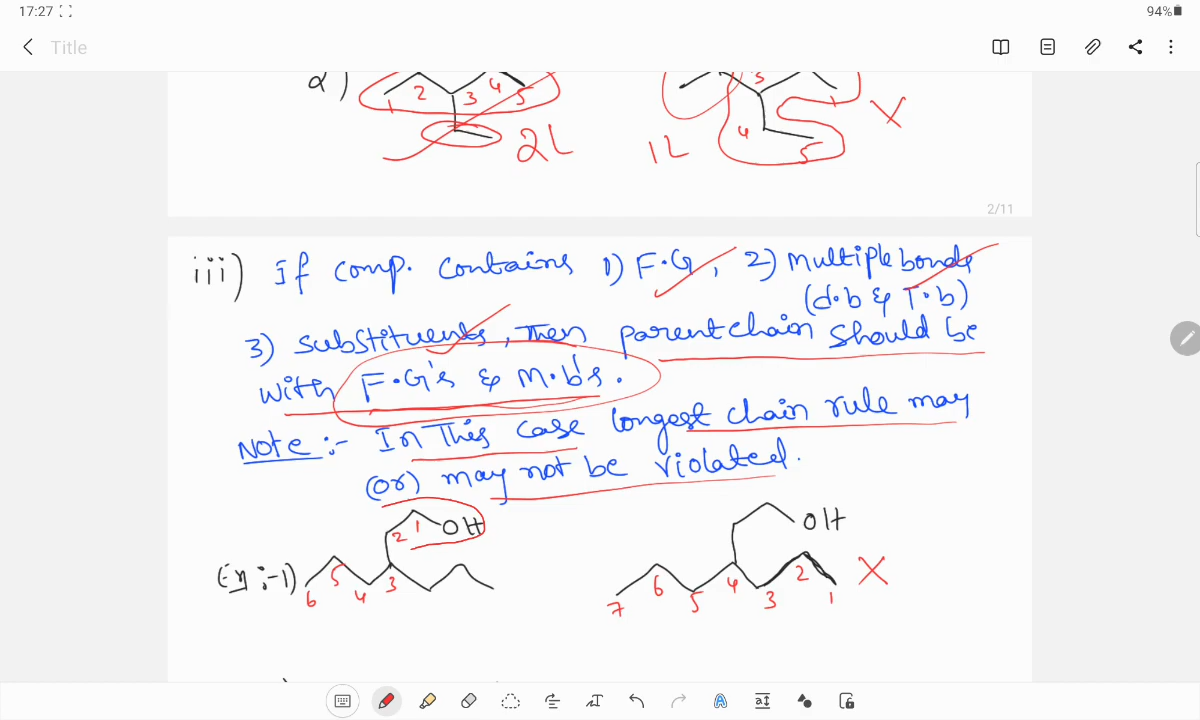 17:27
94%
Title
2)
1 2 3 4 5
2L
3 4 5 1
1L
X
2/11
iii) If comp. contains 1) F.G, 2) Multiple bonds
(d.b & T.b)
3) substituents, then parent chain should be
with F.G's & M.b's.
Note :- In this case longest chain rule may
(or) may not be violated.
Ex :-1)
OH
1 2 3 4 5 6
OH
7 6 5 4 3 2 1
X